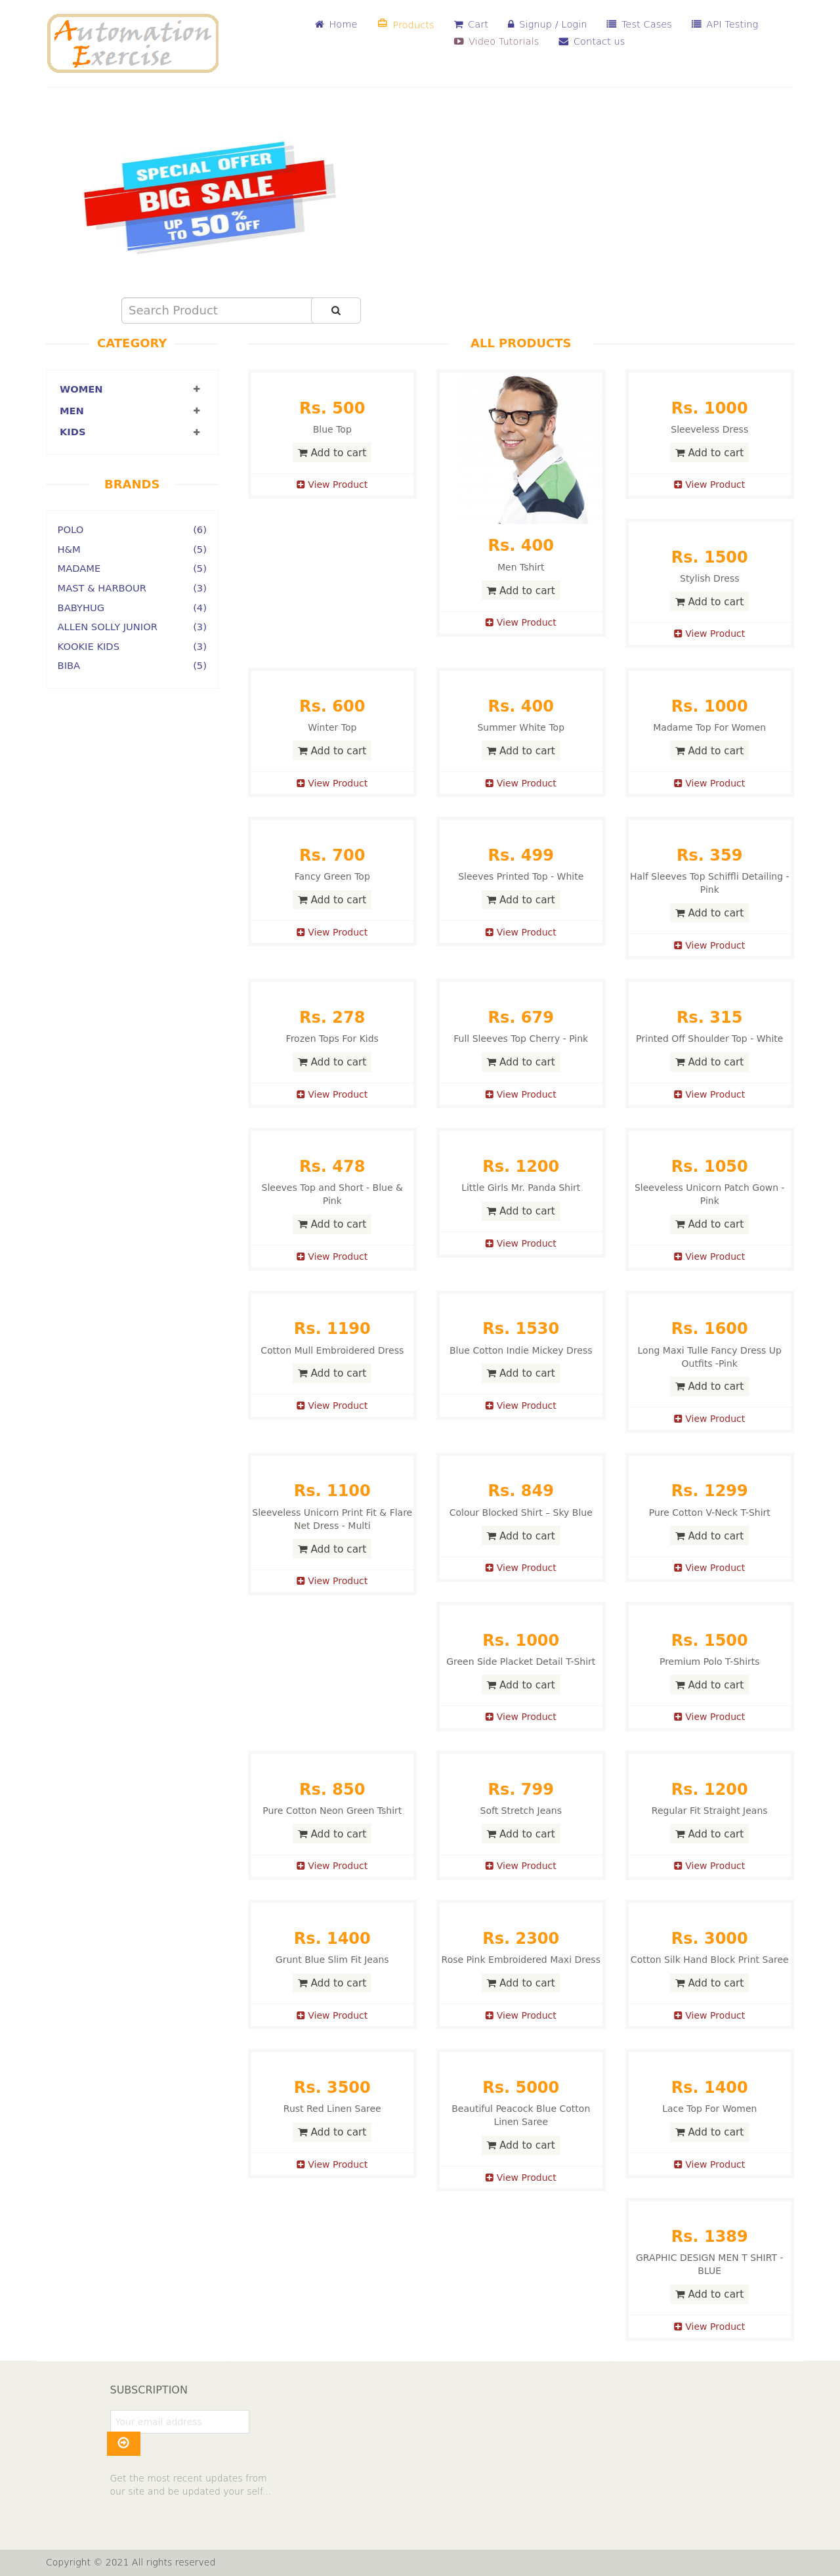 Automation
Exercise
Home
Products
Cart
Signup / Login
Test Cases
API Testing
Video Tutorials
Contact us
SPECIAL OFFER
BIG SALE
UP TO 50% OFF
Search Product
CATEGORY
WOMEN
MEN
KIDS
BRANDS
POLO (6)
H&M (5)
MADAME (5)
MAST & HARBOUR (3)
BABYHUG (4)
ALLEN SOLLY JUNIOR (3)
KOOKIE KIDS (3)
BIBA (5)
ALL PRODUCTS
Rs. 500
Blue Top
Add to cart
View Product
Rs. 400
Men Tshirt
Add to cart
View Product
Rs. 1000
Sleeveless Dress
Add to cart
View Product
Rs. 1500
Stylish Dress
Add to cart
View Product
Rs. 600
Winter Top
Add to cart
View Product
Rs. 400
Summer White Top
Add to cart
View Product
Rs. 1000
Madame Top For Women
Add to cart
View Product
Rs. 700
Fancy Green Top
Add to cart
View Product
Rs. 499
Sleeves Printed Top - White
Add to cart
View Product
Rs. 359
Half Sleeves Top Schiffli Detailing -
Pink
Add to cart
View Product
Rs. 278
Frozen Tops For Kids
Add to cart
View Product
Rs. 679
Full Sleeves Top Cherry - Pink
Add to cart
View Product
Rs. 315
Printed Off Shoulder Top - White
Add to cart
View Product
Rs. 478
Sleeves Top and Short - Blue &
Pink
Add to cart
View Product
Rs. 1200
Little Girls Mr. Panda Shirt
Add to cart
View Product
Rs. 1050
Sleeveless Unicorn Patch Gown -
Pink
Add to cart
View Product
Rs. 1190
Cotton Mull Embroidered Dress
Add to cart
View Product
Rs. 1530
Blue Cotton Indie Mickey Dress
Add to cart
View Product
Rs. 1600
Long Maxi Tulle Fancy Dress Up
Outfits -Pink
Add to cart
View Product
Rs. 1100
Sleeveless Unicorn Print Fit & Flare
Net Dress - Multi
Add to cart
View Product
Rs. 849
Colour Blocked Shirt – Sky Blue
Add to cart
View Product
Rs. 1299
Pure Cotton V-Neck T-Shirt
Add to cart
View Product
Rs. 1000
Green Side Placket Detail T-Shirt
Add to cart
View Product
Rs. 1500
Premium Polo T-Shirts
Add to cart
View Product
Rs. 850
Pure Cotton Neon Green Tshirt
Add to cart
View Product
Rs. 799
Soft Stretch Jeans
Add to cart
View Product
Rs. 1200
Regular Fit Straight Jeans
Add to cart
View Product
Rs. 1400
Grunt Blue Slim Fit Jeans
Add to cart
View Product
Rs. 2300
Rose Pink Embroidered Maxi Dress
Add to cart
View Product
Rs. 3000
Cotton Silk Hand Block Print Saree
Add to cart
View Product
Rs. 3500
Rust Red Linen Saree
Add to cart
View Product
Rs. 5000
Beautiful Peacock Blue Cotton
Linen Saree
Add to cart
View Product
Rs. 1400
Lace Top For Women
Add to cart
View Product
Rs. 1389
GRAPHIC DESIGN MEN T SHIRT -
BLUE
Add to cart
View Product
SUBSCRIPTION
Your email address
Get the most recent updates from
our site and be updated your self...
Copyright © 2021 All rights reserved